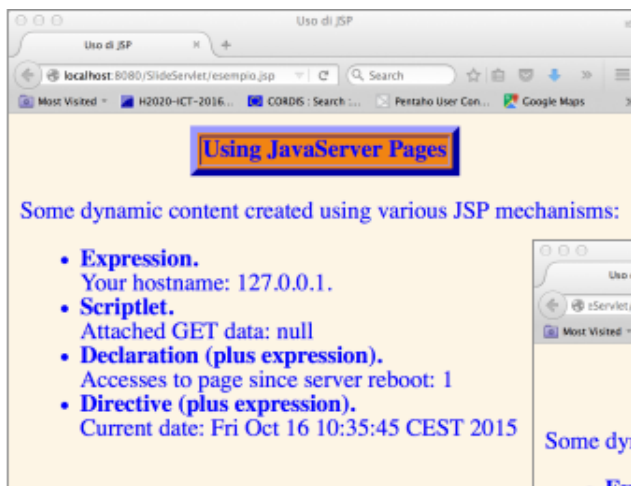 Uso di JSP
Uso di JSP
localhost:8080/SlideServlet/esempio.jsp
Search
Most Visited
H2020-ICT-2016...
CORDIS : Search :...
Pentaho User Con...
Google Maps
Using JavaServer Pages
Some dynamic content created using various JSP mechanisms:
• Expression.
Your hostname: 127.0.0.1.
• Scriptlet.
Attached GET data: null
• Declaration (plus expression).
Accesses to page since server reboot: 1
• Directive (plus expression).
Current date: Fri Oct 16 10:35:45 CEST 2015
Uso
eServlet/
Most Visited
Some dyn